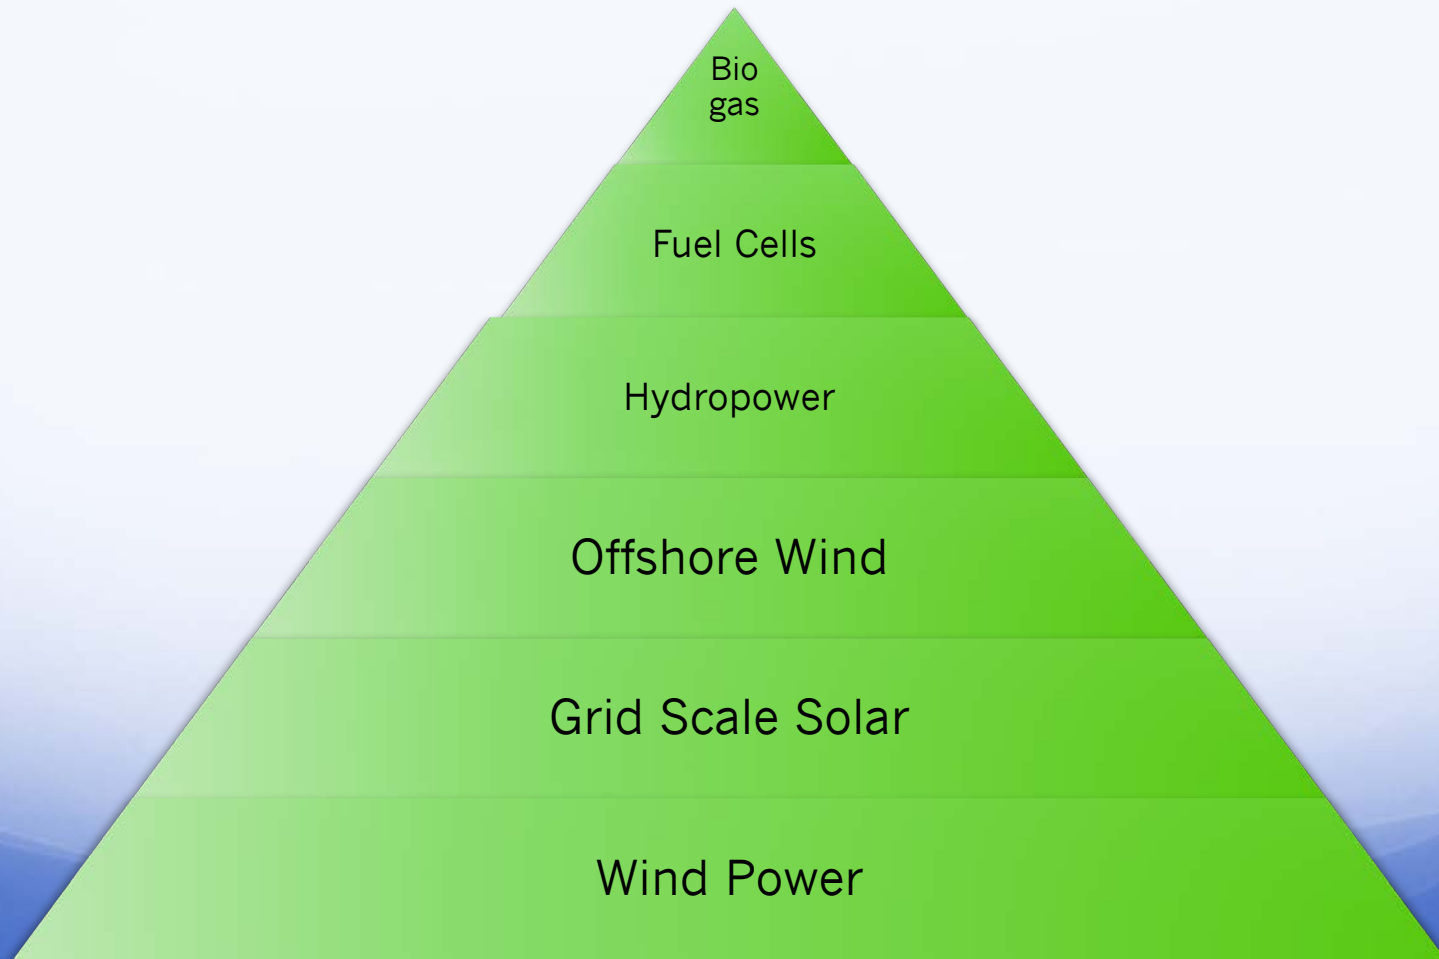 Bio
gas
Fuel Cells
Hydropower
Offshore Wind
Grid Scale Solar
Wind Power